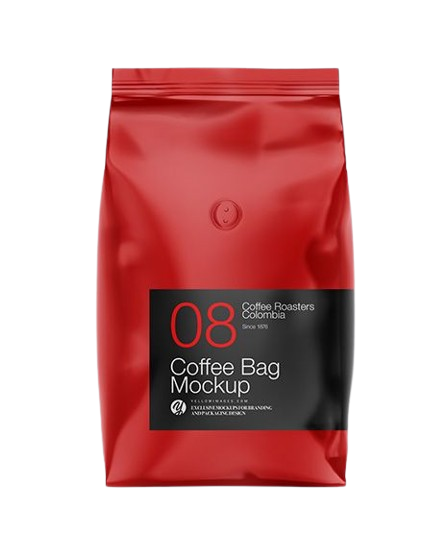 08
Coffee Roasters
Colombia
Since 1876
Coffee Bag
Mockup
YELLOWIMAGES.COM
EXCLUSIVE MOCKUPS FOR BRANDING
AND PACKAGING DESIGN